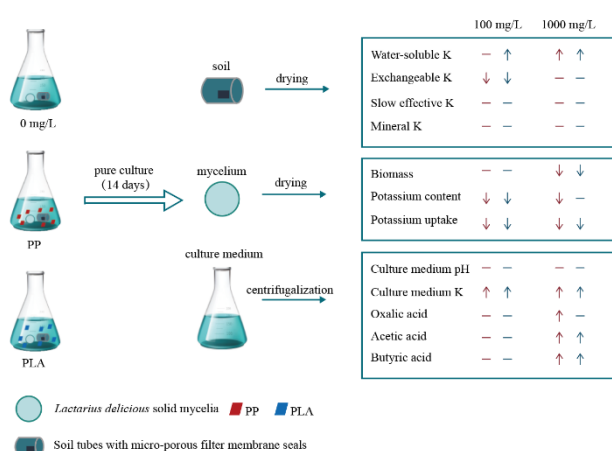 100 mg/L 1000 mg/L
Water-soluble K − ↑ ↑ ↑
soil
Exchangeable K ↓ ↓ − −
drying
Slow effective K − − − −
0 mg/L
Mineral K − − − −
pure culture
(14 days)
mycelium
drying
Biomass − − ↓ ↓
Potassium content ↓ ↓ ↓ −
Potassium uptake ↓ ↓ ↓ ↓
PP
culture medium
centrifugalization
Culture medium pH − − − −
Culture medium K ↑ ↑ ↑ ↑
Oxalic acid − − ↑ −
Acetic acid − − ↑ ↑
Butyric acid − − ↑ ↑
PLA
Lactarius delicious solid mycelia PP PLA
Soil tubes with micro-porous filter membrane seals